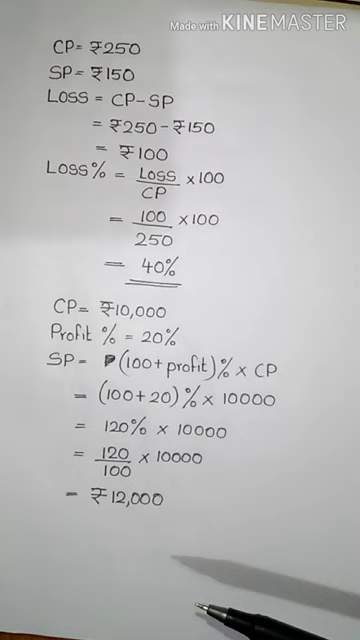 Made with KINEMASTER
CP = ₹250
SP = ₹150
Loss = CP - SP
= ₹250 - ₹150
= ₹100
Loss% = Loss/CP × 100
= 100/250 × 100
= 40%
CP = ₹10,000
Profit % = 20%
SP = (100 + profit)% × CP
= (100 + 20)% × 10000
= 120% × 10000
= 120/100 × 10000
= ₹12,000